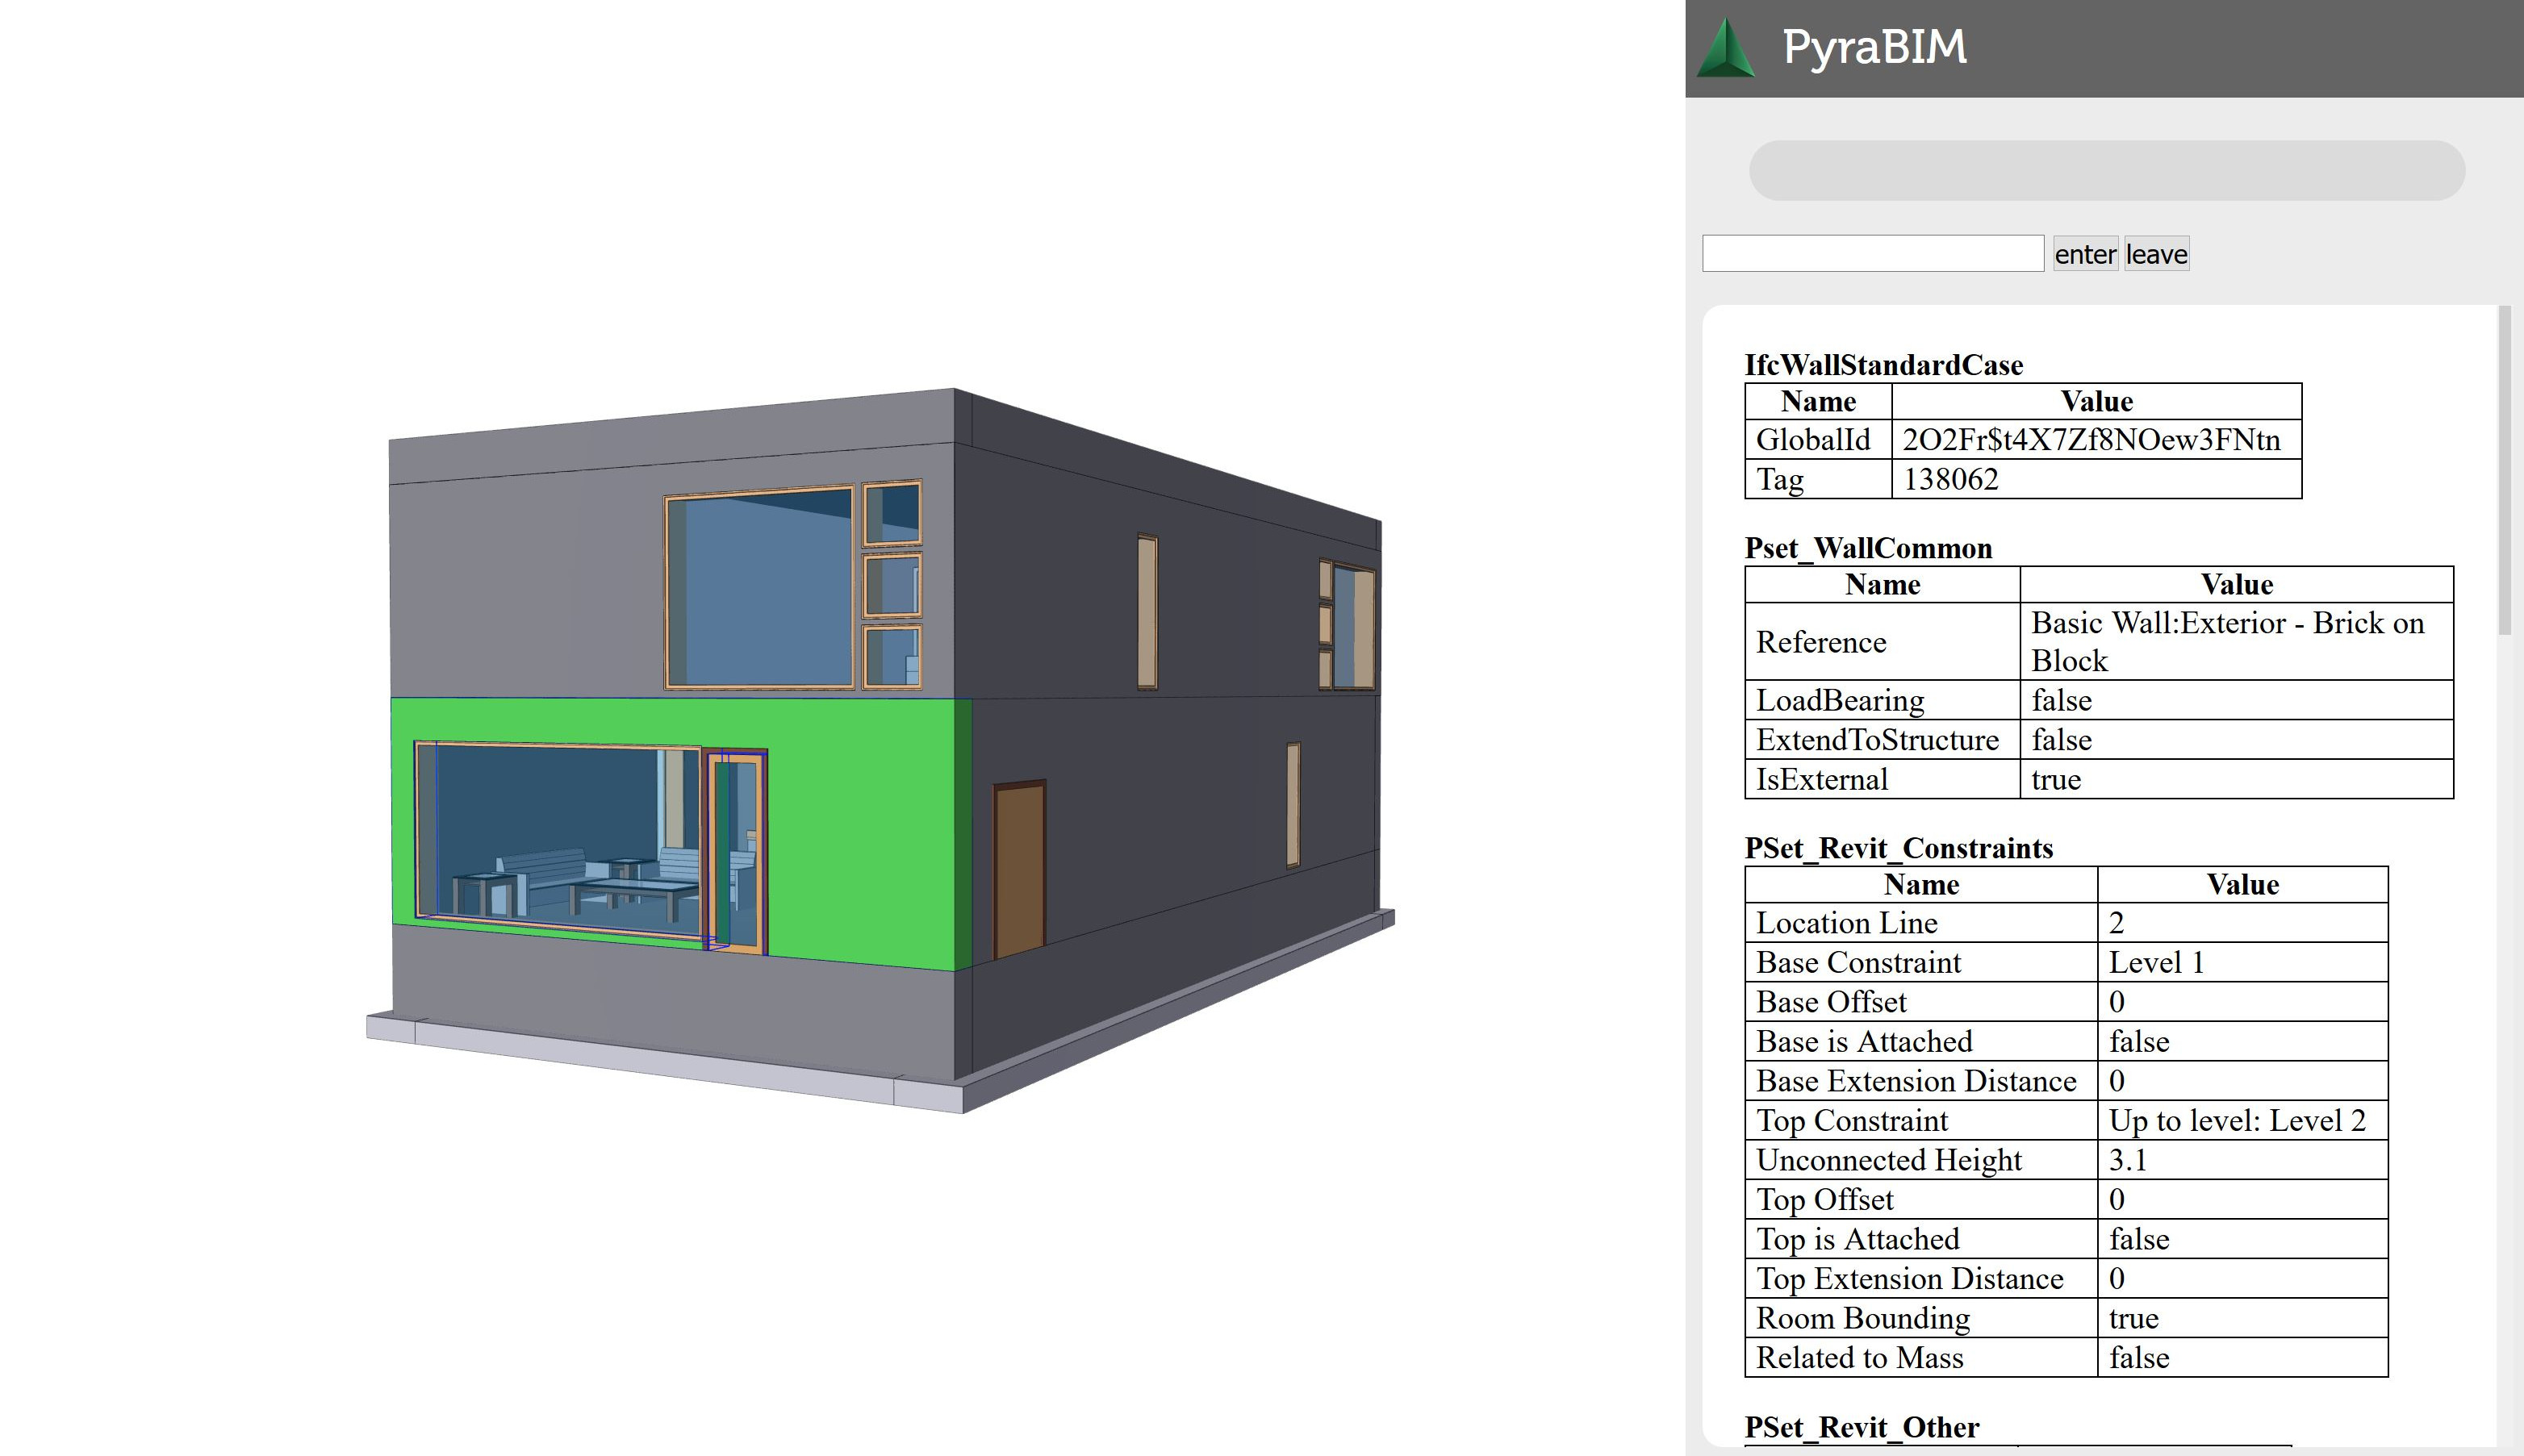 PyraBIM
enter leave
IfcWallStandardCase
Name Value
GlobalId 2O2Fr$t4X7Zf8NOew3FNtn
Tag 138062
Pset_WallCommon
Name Value
Reference Basic Wall:Exterior - Brick on
Block
LoadBearing false
ExtendToStructure false
IsExternal true
PSet_Revit_Constraints
Name Value
Location Line 2
Base Constraint Level 1
Base Offset 0
Base is Attached false
Base Extension Distance 0
Top Constraint Up to level: Level 2
Unconnected Height 3.1
Top Offset 0
Top is Attached false
Top Extension Distance 0
Room Bounding true
Related to Mass false
PSet_Revit_Other